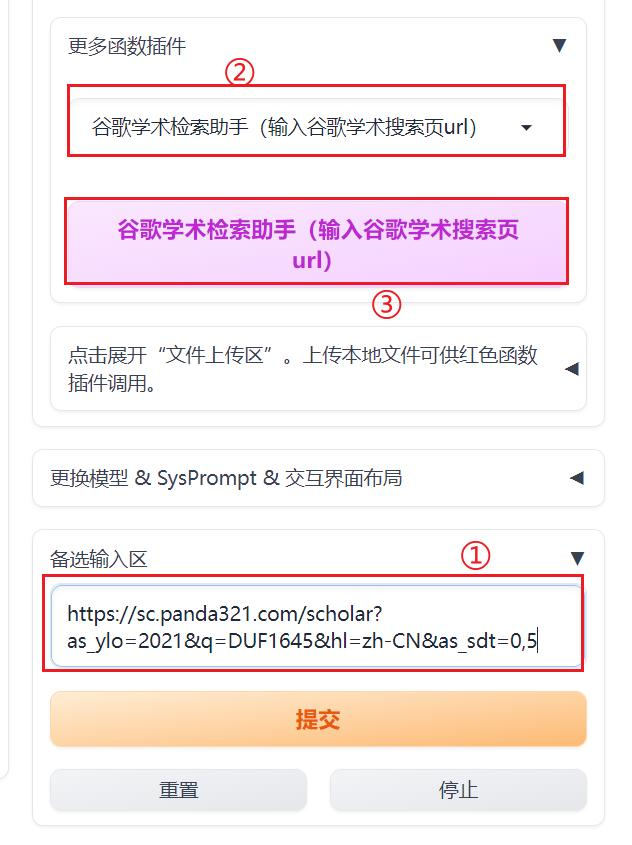 更多函数插件 ▼
②
谷歌学术检索助手（输入谷歌学术搜索页url）
谷歌学术检索助手（输入谷歌学术搜索页
url）
③
点击展开“文件上传区”。上传本地文件可供红色函数
插件调用。
更换模型 & SysPrompt & 交互界面布局
①
备选输入区
https://sc.panda321.com/scholar?
as_ylo=2021&q=DUF1645&hl=zh-CN&as_sdt=0,5
提交
重置 停止